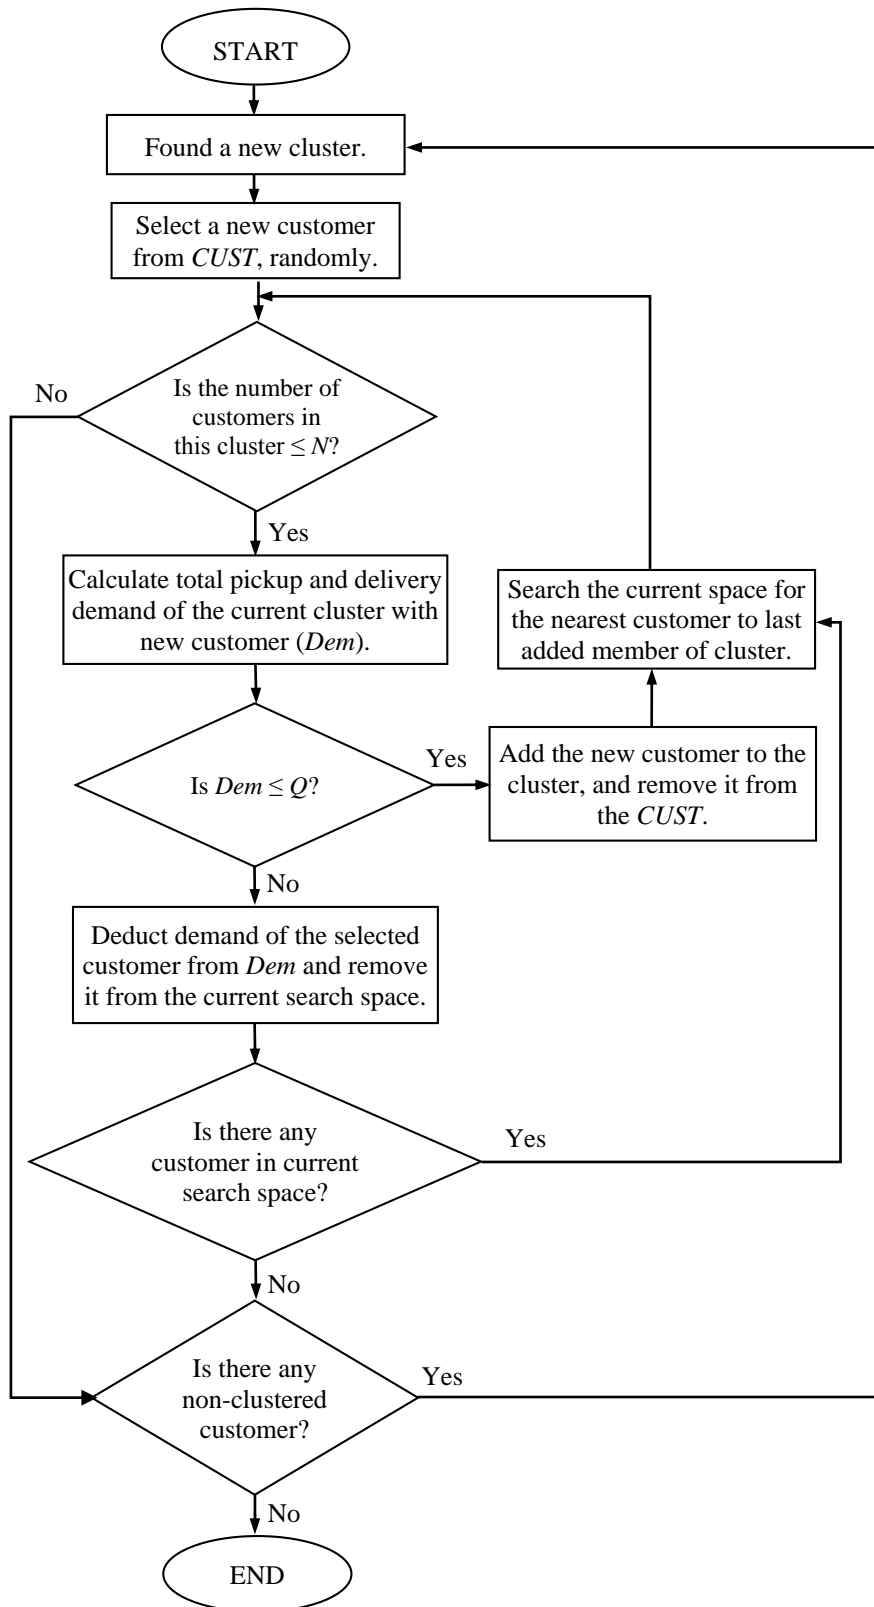 START
Found a new cluster.
Select a new customer
from CUST, randomly.
No
Is the number of
customers in
this cluster ≤ N?
Yes
Calculate total pickup and delivery
demand of the current cluster with
new customer (Dem).
Search the current space for
the nearest customer to last
added member of cluster.
Is Dem ≤ Q?
Yes
Add the new customer to the
cluster, and remove it from
the CUST.
No
Deduct demand of the selected
customer from Dem and remove
it from the current search space.
Is there any
customer in current
search space?
Yes
No
Is there any
non-clustered
customer?
Yes
No
END